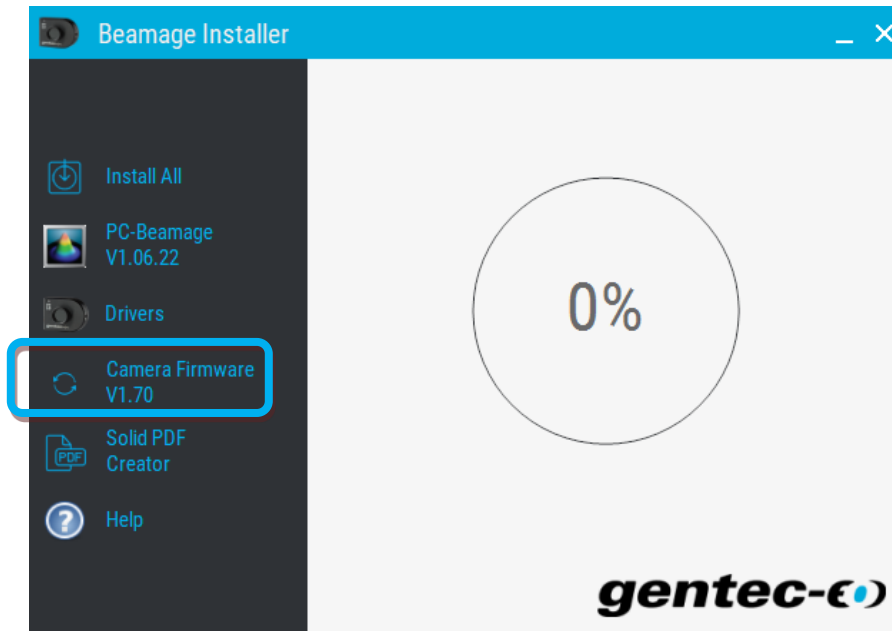 Beamage Installer
Install All
PC-Beamage
V1.06.22
Drivers
Camera Firmware
V1.70
Solid PDF
Creator
PDF
Help
0%
gentec-eo